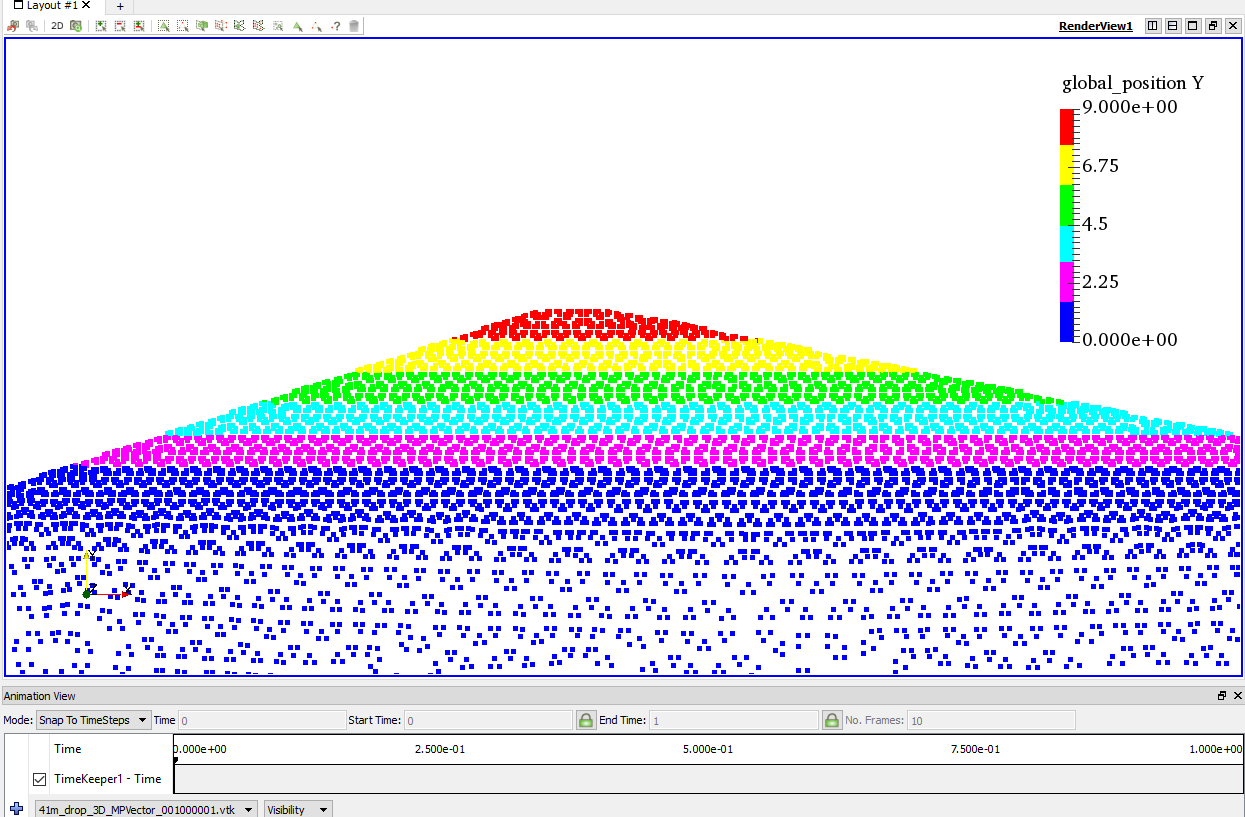 Layout #1
+
2D
?
RenderView1
global_position Y
9.000e+00
6.75
4.5
2.25
0.000e+00
Y
Animation View
Mode: Snap To TimeSteps Time 0 Start Time: 0 End Time: 1 No. Frames: 10
Time 0.000e+00 2.500e-01 5.000e-01 7.500e-01 1.000e+00
TimeKeeper1 - Time
41m_drop_3D_MPVector_001000001.vtk Visibility